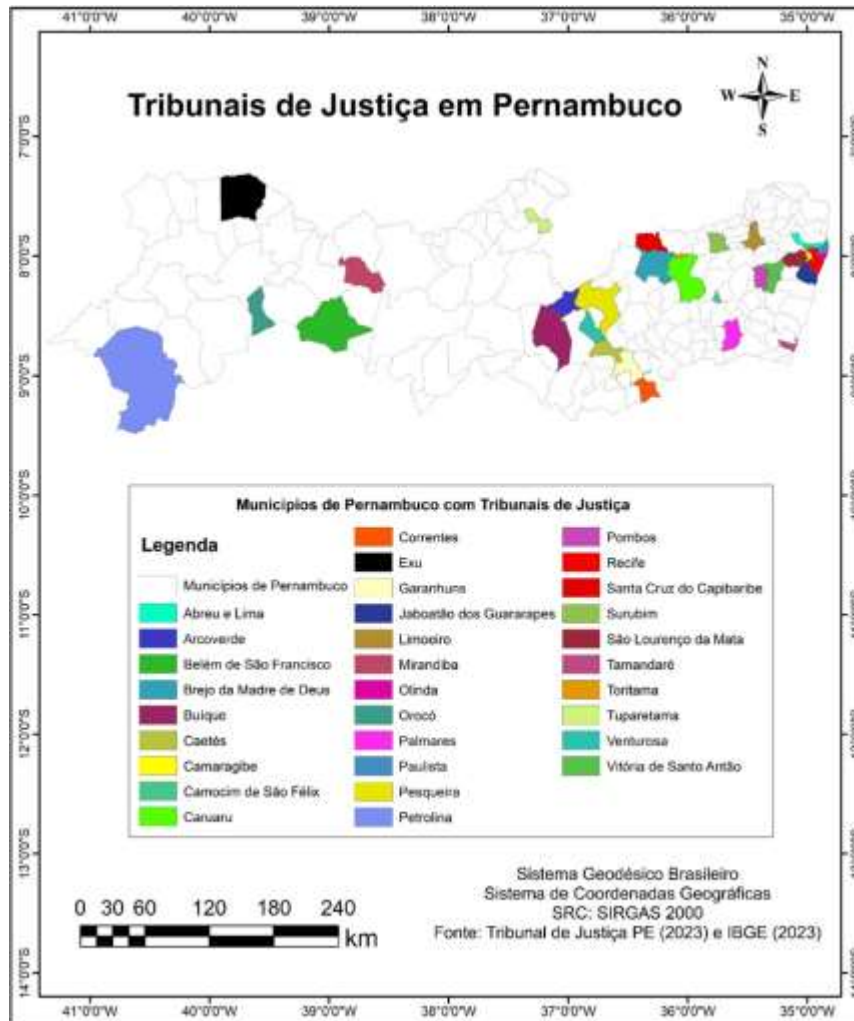 41°0'0"W 40°0'0"W 39°0'0"W 38°0'0"W 37°0'0"W 36°0'0"W 35°0'0"W
N
W E
S
Tribunais de Justiça em Pernambuco
7°0'0"S
8°0'0"S
9°0'0"S
10°0'0"S
11°0'0"S
12°0'0"S
13°0'0"S
14°0'0"S
Municípios de Pernambuco com Tribunais de Justiça
Legenda
Municípios de Pernambuco
Abreu e Lima
Arcoverde
Belém de São Francisco
Brejo da Madre de Deus
Buíque
Caetés
Camaragibe
Camocim de São Félix
Caruaru
Correntes
Exu
Garanhuns
Jaboatão dos Guararapes
Limoeiro
Mirandiba
Olinda
Orocó
Palmares
Paulista
Pesqueira
Petrolina
Pombos
Recife
Santa Cruz do Capibaribe
Surubim
São Lourenço da Mata
Tamandaré
Toritama
Tuparetama
Venturosa
Vitória de Santo Antão
0 30 60 120 180 240
km
Sistema Geodésico Brasileiro
Sistema de Coordenadas Geográficas
SRC: SIRGAS 2000
Fonte: Tribunal de Justiça PE (2023) e IBGE (2023)
41°0'0"W 40°0'0"W 39°0'0"W 38°0'0"W 37°0'0"W 36°0'0"W 35°0'0"W